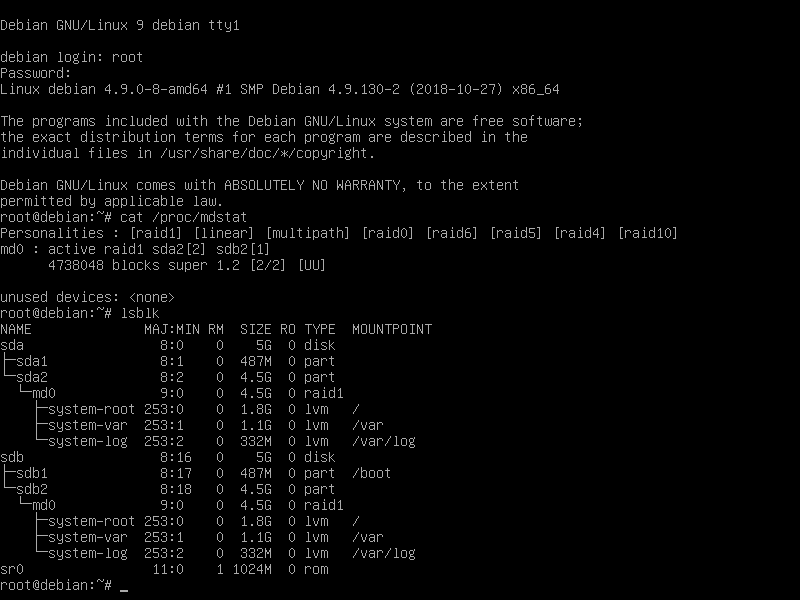 Debian GNU/Linux 9 debian tty1

debian login: root
Password:
Linux debian 4.9.0-8-amd64 #1 SMP Debian 4.9.130-2 (2018-10-27) x86_64

The programs included with the Debian GNU/Linux system are free software;
the exact distribution terms for each program are described in the
individual files in /usr/share/doc/*/copyright.

Debian GNU/Linux comes with ABSOLUTELY NO WARRANTY, to the extent
permitted by applicable law.
root@debian:~# cat /proc/mdstat
Personalities : [raid1] [linear] [multipath] [raid0] [raid6] [raid5] [raid4] [raid10]
md0 : active raid1 sda2[2] sdb2[1]
      4738048 blocks super 1.2 [2/2] [UU]

unused devices: <none>
root@debian:~# lsblk
NAME              MAJ:MIN RM  SIZE RO TYPE  MOUNTPOINT
sda                 8:0    0    5G  0 disk
├─sda1              8:1    0  487M  0 part
└─sda2              8:2    0  4.5G  0 part
  └─md0             9:0    0  4.5G  0 raid1
    ├─system-root 253:0    0  1.8G  0 lvm   /
    ├─system-var  253:1    0  1.1G  0 lvm   /var
    └─system-log  253:2    0  332M  0 lvm   /var/log
sdb                 8:16   0    5G  0 disk
├─sdb1              8:17   0  487M  0 part  /boot
└─sdb2              8:18   0  4.5G  0 part
  └─md0             9:0    0  4.5G  0 raid1
    ├─system-root 253:0    0  1.8G  0 lvm   /
    ├─system-var  253:1    0  1.1G  0 lvm   /var
    └─system-log  253:2    0  332M  0 lvm   /var/log
sr0                11:0    1 1024M  0 rom
root@debian:~# _